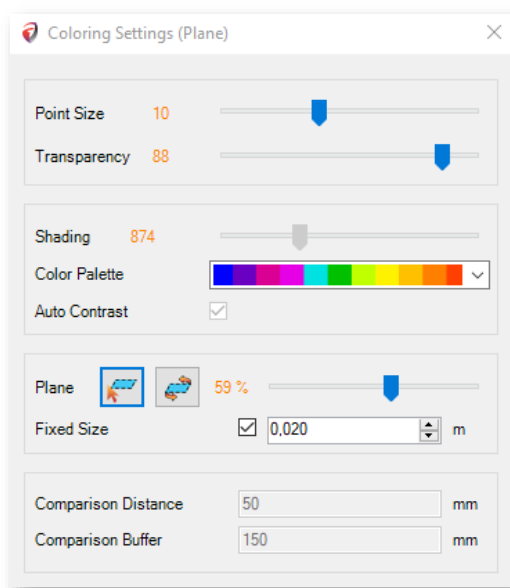 Coloring Settings (Plane)
Point Size 10
Transparency 88
Shading 874
Color Palette
Auto Contrast
Plane 59 %
Fixed Size 0,020 m
Comparison Distance 50 mm
Comparison Buffer 150 mm